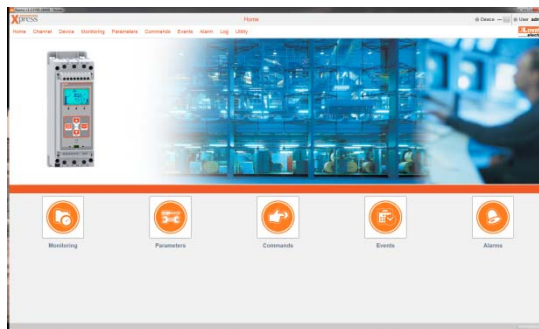 Xpress
Home
Device
User
Home Channel Device Monitoring Parameters Commands Events Alarm Log Utility
elect
Monitoring
Parameters
Commands
Events
Alarms